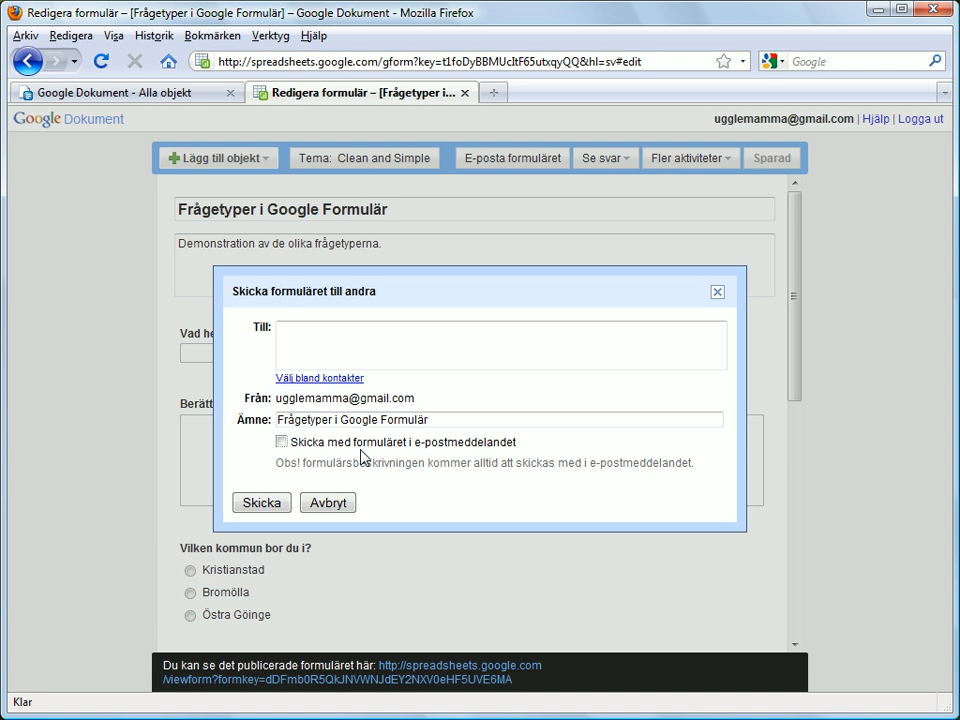 Redigera formulär – [Frågetyper i Google Formulär] – Google Dokument - Mozilla Firefox
Arkiv Redigera Visa Historik Bokmärken Verktyg Hjälp
http://spreadsheets.google.com/gform?key=t1foDyBBMUcItF65utxqyQQ&hl=sv#edit
Google
Google Dokument - Alla objekt
Redigera formulär – [Frågetyper i...
Google Dokument
ugglemamma@gmail.com | Hjälp | Logga ut
Lägg till objekt
Tema: Clean and Simple
E-posta formuläret
Se svar
Fler aktiviteter
Sparad
Frågetyper i Google Formulär
Demonstration av de olika frågetyperna.
Skicka formuläret till andra
Till:
Välj bland kontakter
Från: ugglemamma@gmail.com
Ämne: Frågetyper i Google Formulär
Skicka med formuläret i e-postmeddelandet
Obs! formulärsbeskrivningen kommer alltid att skickas med i e-postmeddelandet.
Skicka
Avbryt
Vad he
Berätt
Vilken kommun bor du i?
Kristianstad
Bromölla
Östra Göinge
Du kan se det publicerade formuläret här: http://spreadsheets.google.com
/viewform?formkey=dDFmb0R5QkJNVWNJdEY2NXV0eHF5UVE6MA
Klar